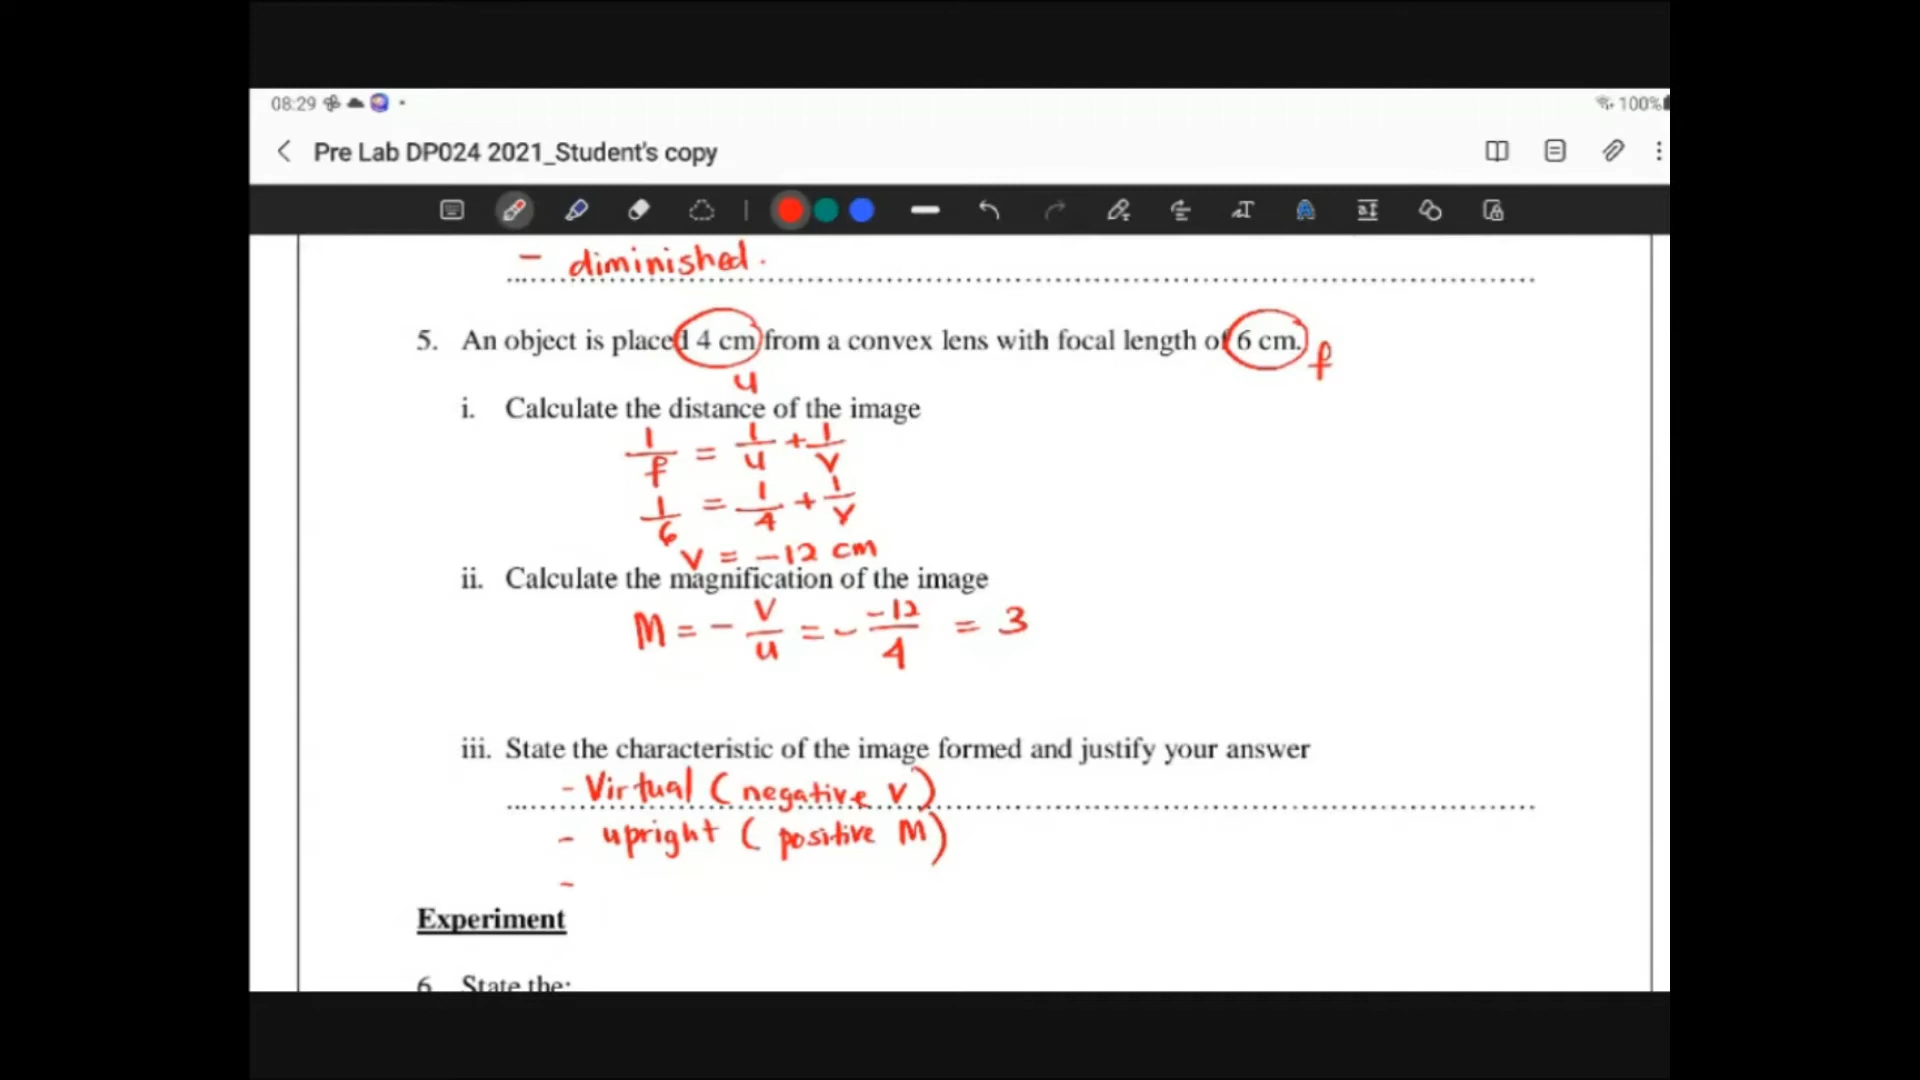 08:29
100%
Pre Lab DP024 2021_Student's copy
- diminished.
5. An object is placed 4 cm from a convex lens with focal length of 6 cm. f
u
i. Calculate the distance of the image
1/f = 1/u + 1/v
1/6 = 1/4 + 1/v
v = -12 cm
ii. Calculate the magnification of the image
M = - v/u = - -12/4 = 3
iii. State the characteristic of the image formed and justify your answer
- Virtual (negative v)
- upright (positive M)
-
Experiment
6. State the: